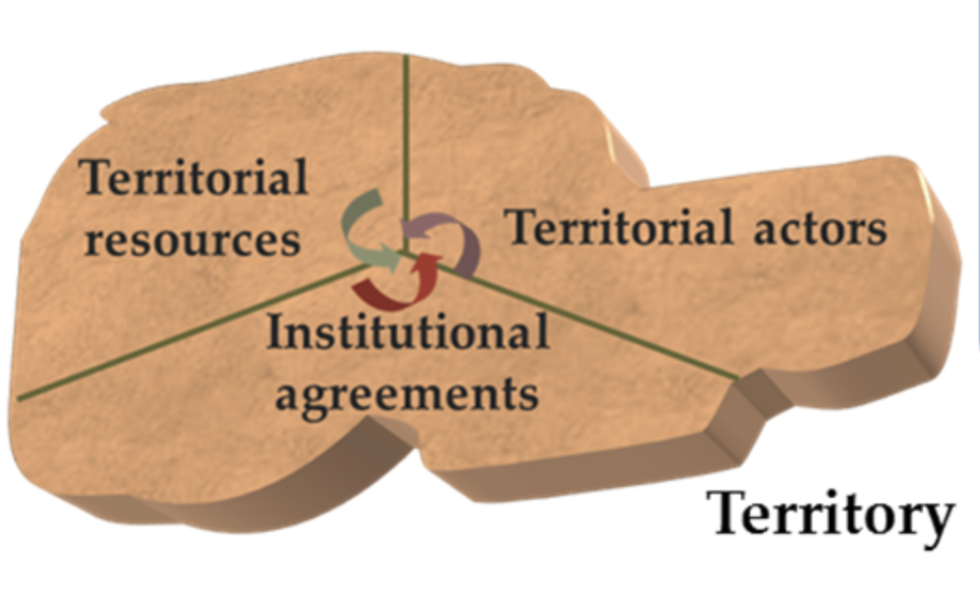 Territorial
resources
Territorial actors
Institutional
agreements
Territory